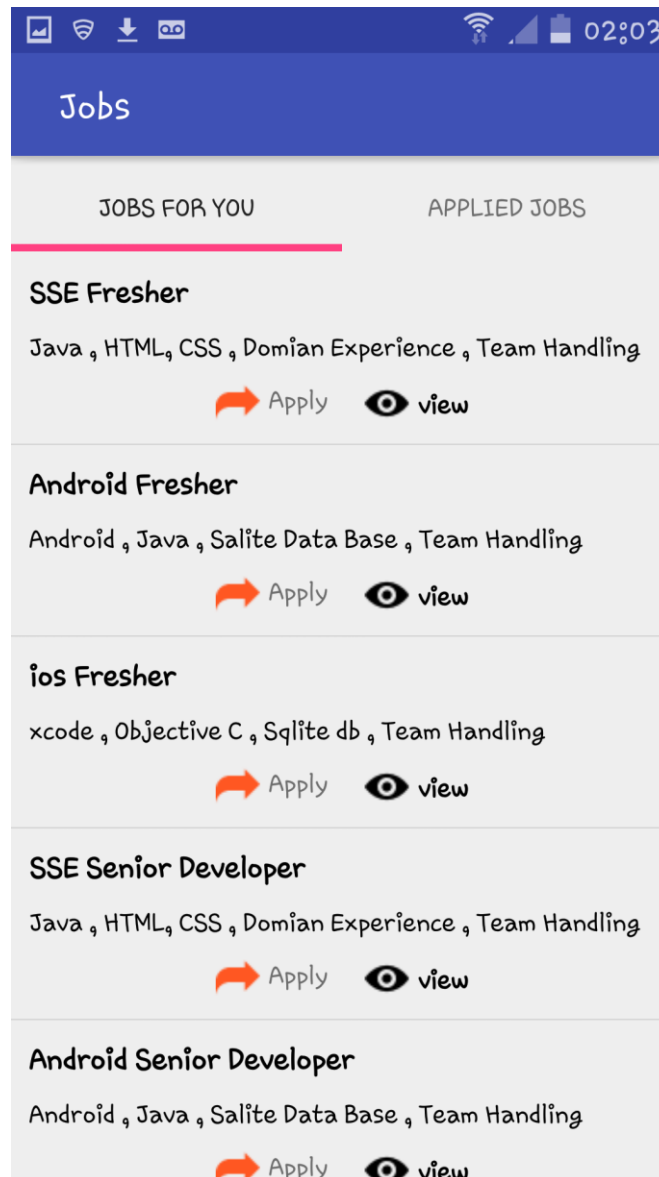 02:03
Jobs
JOBS FOR YOU APPLIED JOBS
SSE Fresher
Java , HTML, CSS , Domian Experience , Team Handling
Apply view
Android Fresher
Android , Java , Salite Data Base , Team Handling
Apply view
ios Fresher
xcode , Objective C , Sqlite db , Team Handling
Apply view
SSE Senior Developer
Java , HTML, CSS , Domian Experience , Team Handling
Apply view
Android Senior Developer
Android , Java , Salite Data Base , Team Handling
Apply view